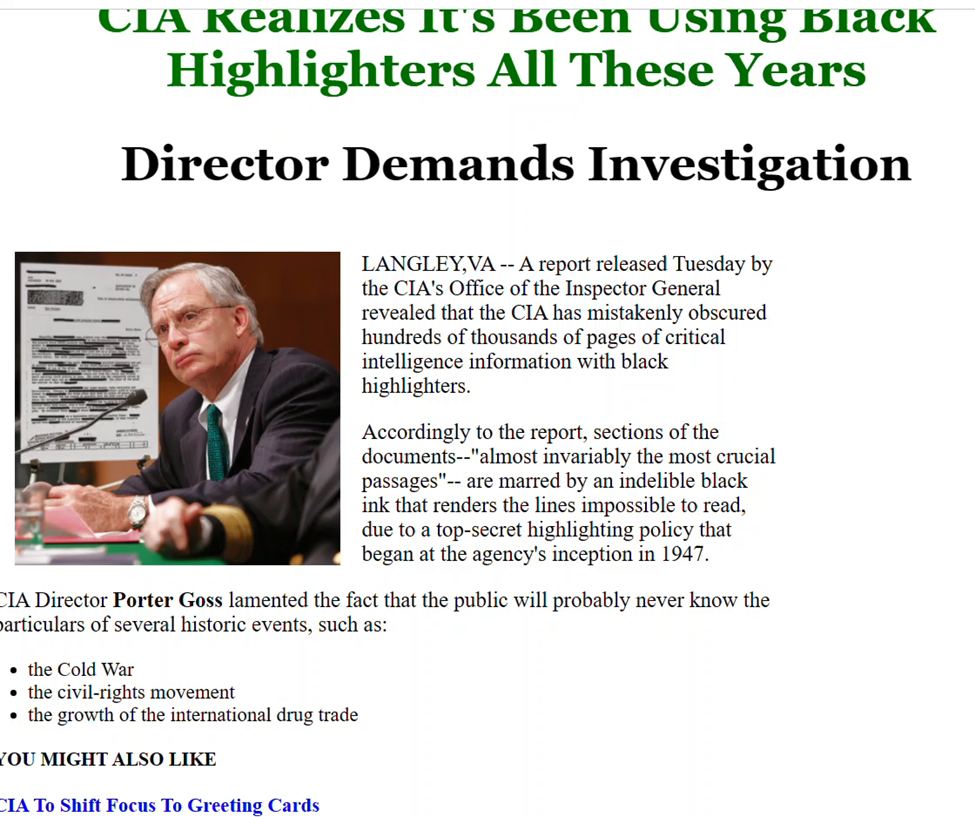 CIA Realizes It's Been Using Black
Highlighters All These Years
Director Demands Investigation
LANGLEY,VA -- A report released Tuesday by
the CIA's Office of the Inspector General
revealed that the CIA has mistakenly obscured
hundreds of thousands of pages of critical
intelligence information with black
highlighters.
Accordingly to the report, sections of the
documents--"almost invariably the most crucial
passages"-- are marred by an indelible black
ink that renders the lines impossible to read,
due to a top-secret highlighting policy that
began at the agency's inception in 1947.
CIA Director Porter Goss lamented the fact that the public will probably never know the
particulars of several historic events, such as:
• the Cold War
• the civil-rights movement
• the growth of the international drug trade
YOU MIGHT ALSO LIKE
CIA To Shift Focus To Greeting Cards